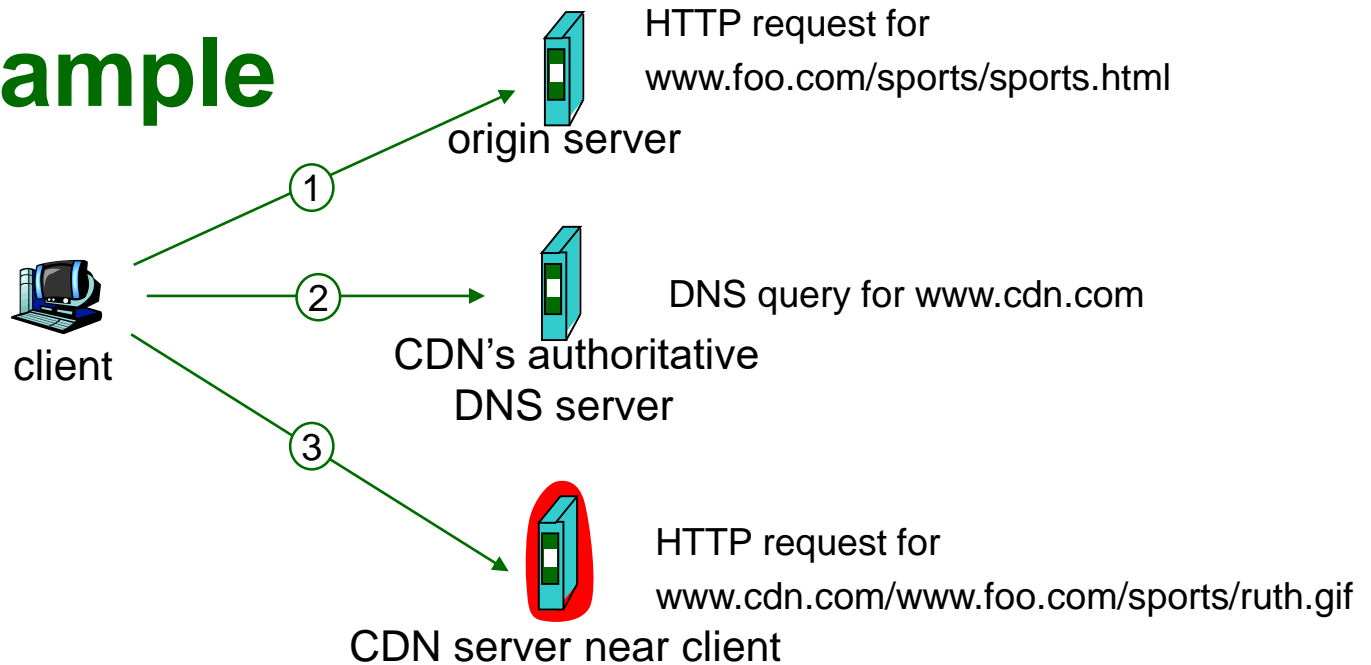 ample
HTTP request for
www.foo.com/sports/sports.html
origin server
1
2
DNS query for www.cdn.com
client
CDN’s authoritative
DNS server
3
HTTP request for
www.cdn.com/www.foo.com/sports/ruth.gif
CDN server near client